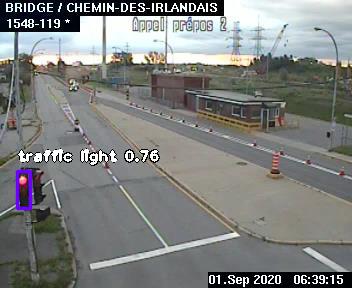 BRIDGE / CHEMIN-DES-IRLANDAIS
1548-119 *
Appel prépos 2
traffic light 0.76
01.Sep 2020 06:39:15